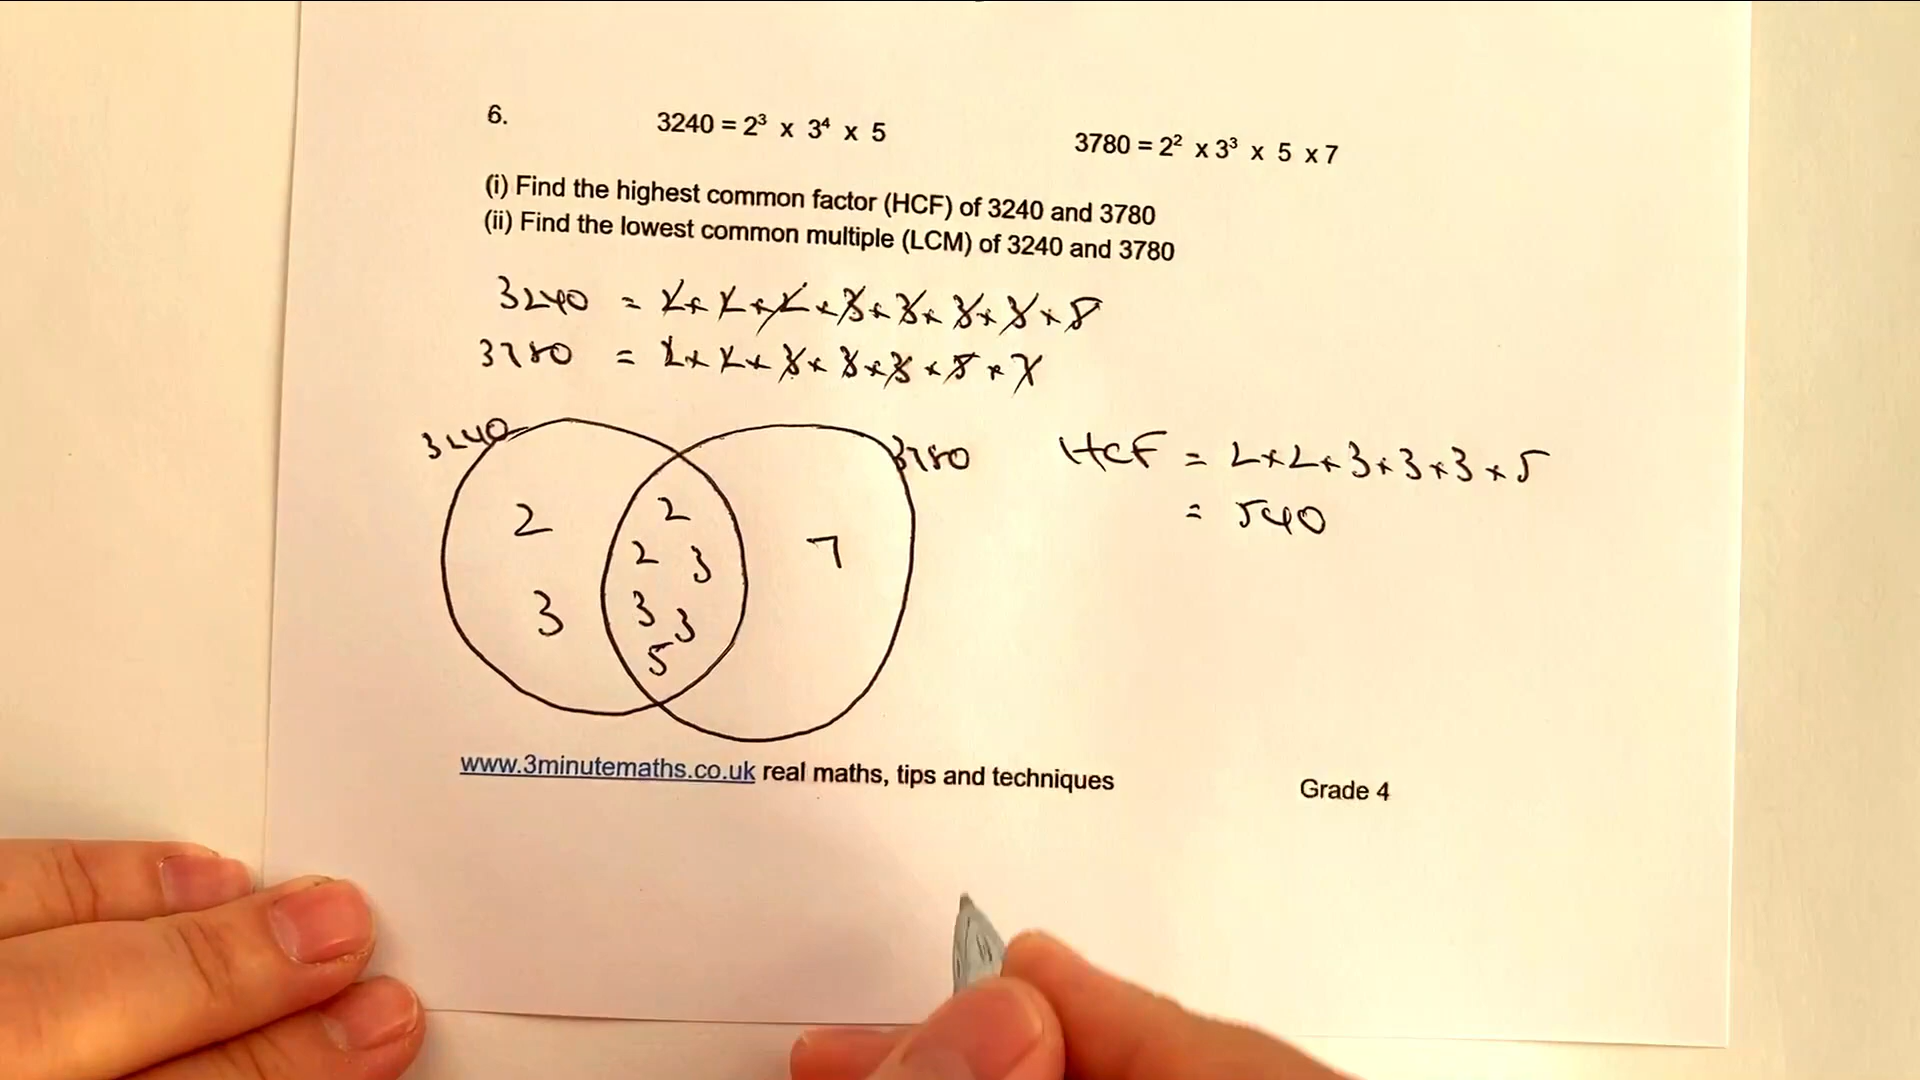 6. 3240 = 2³ x 3⁴ x 5 3780 = 2² x 3³ x 5 x 7
(i) Find the highest common factor (HCF) of 3240 and 3780
(ii) Find the lowest common multiple (LCM) of 3240 and 3780
3240 = 2 x 2 x 2 x 3 x 3 x 3 x 3 x 5
3780 = 2 x 2 x 3 x 3 x 3 x 5 x 7
3240 3780
2 2 7
2 3
3 3 3
5
HCF = 2 x 2 x 3 x 3 x 3 x 5
= 540
www.3minutemaths.co.uk real maths, tips and techniques Grade 4